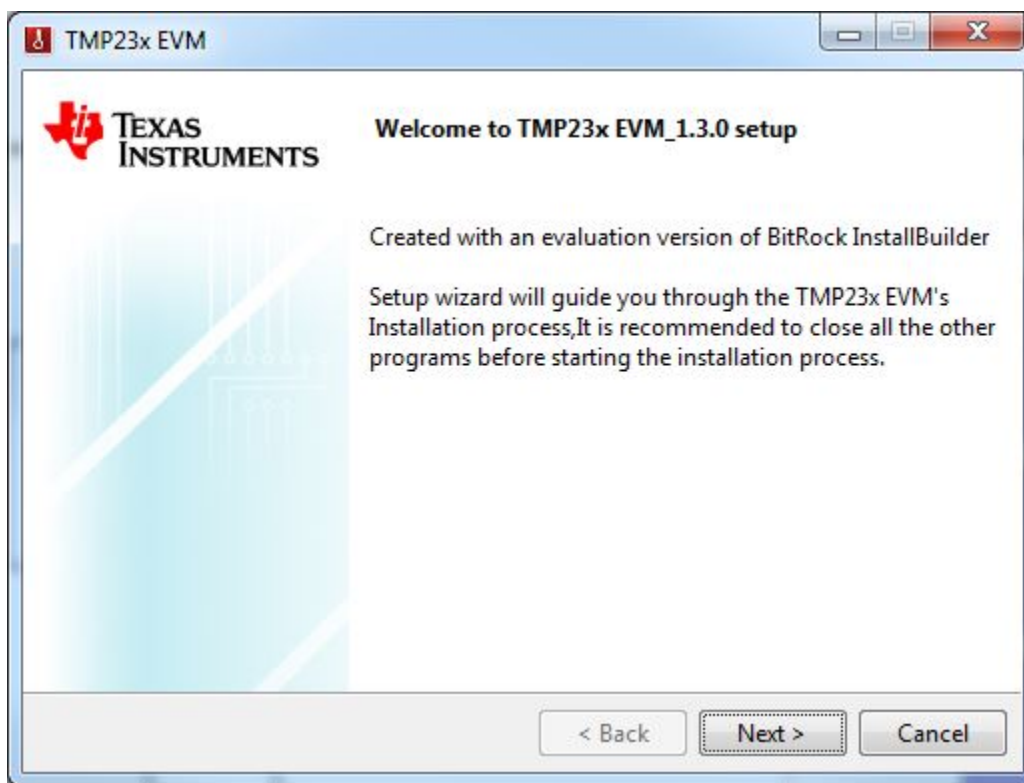 TMP23x EVM
TEXAS
INSTRUMENTS
Welcome to TMP23x EVM_1.3.0 setup
Created with an evaluation version of BitRock InstallBuilder
Setup wizard will guide you through the TMP23x EVM's
Installation process,It is recommended to close all the other
programs before starting the installation process.
< Back Next > Cancel